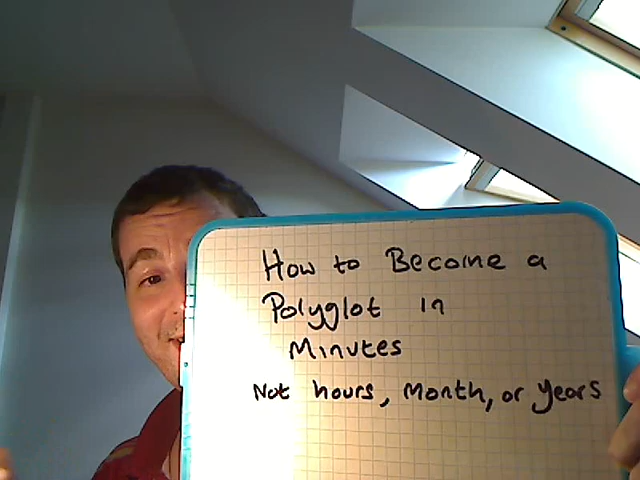 How to Become a
Polyglot in
Minutes
Not hours, month, or years